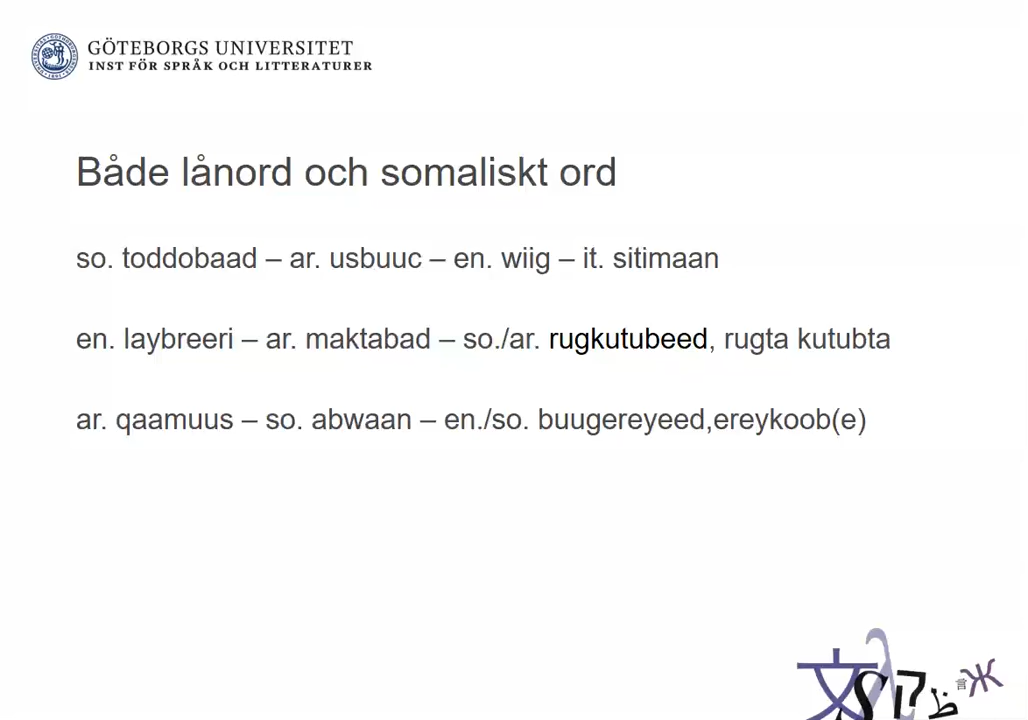 GÖTEBORGS UNIVERSITET
INST FÖR SPRÅK OCH LITTERATURER
Både lånord och somaliskt ord
so. toddobaad – ar. usbuuc – en. wiig – it. sitimaan
en. laybreeri – ar. maktabad – so./ar. rugkutubeed, rugta kutubta
ar. qaamuus – so. abwaan – en./so. buugereyeed,ereykoob(e)